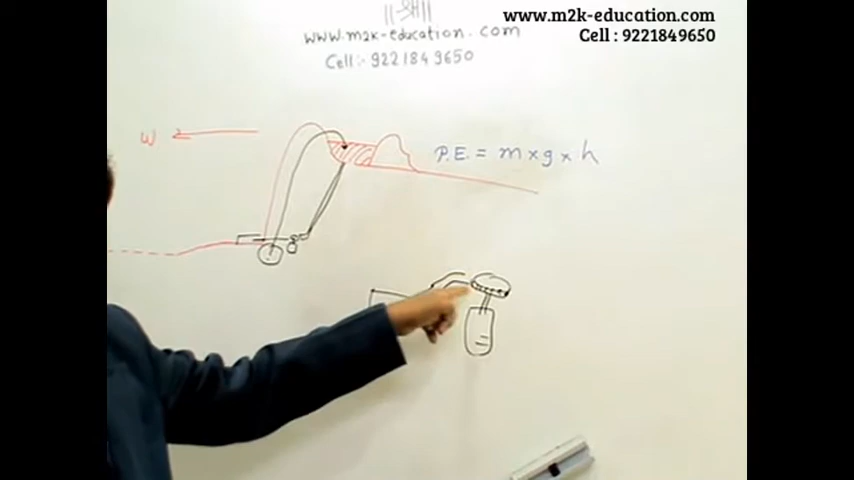 ||श्री||
www.m2k-education.com
Cell:- 9221849650
www.m2k-education.com
Cell : 9221849650
W
P.E. = m×g×h